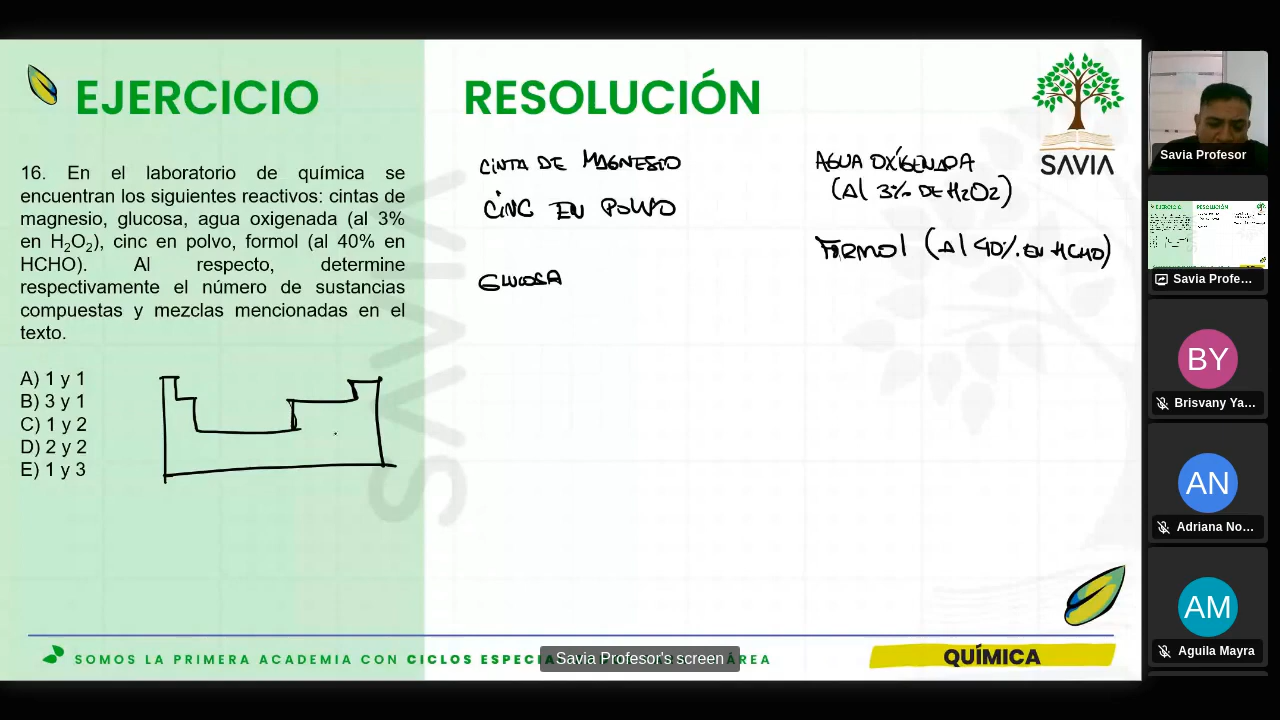 EJERCICIO
16. En el laboratorio de química se
encuentran los siguientes reactivos: cintas de
magnesio, glucosa, agua oxigenada (al 3%
en H₂O₂), cinc en polvo, formol (al 40% en
HCHO). Al respecto, determine
respectivamente el número de sustancias
compuestas y mezclas mencionadas en el
texto.
A) 1 y 1
B) 3 y 1
C) 1 y 2
D) 2 y 2
E) 1 y 3
RESOLUCIÓN
CINTA DE MAGNESIO
CINC EN POLVO
GLUCOSA
AGUA OXÍGENADA
(Al 3% DE H₂O₂)
FORMOL (Al 40% EN HCHO)
SAVIA
SAVIA
SOMOS LA PRIMERA ACADEMIA CON CICLOS ESPECI
ÁREA
Savia Profesor's screen
QUÍMICA
Savia Profesor
Savia Profe...
BY
Brisvany Ya...
AN
Adriana No...
AM
Aguila Mayra